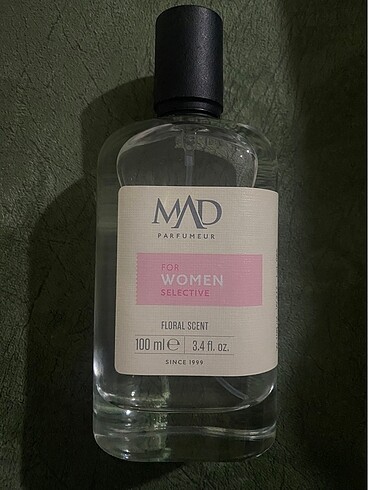 MAD
PARFUMEUR
FOR
WOMEN
SELECTIVE
FLORAL SCENT
100 ml ℮ 3.4 fl. oz.
SINCE 1999